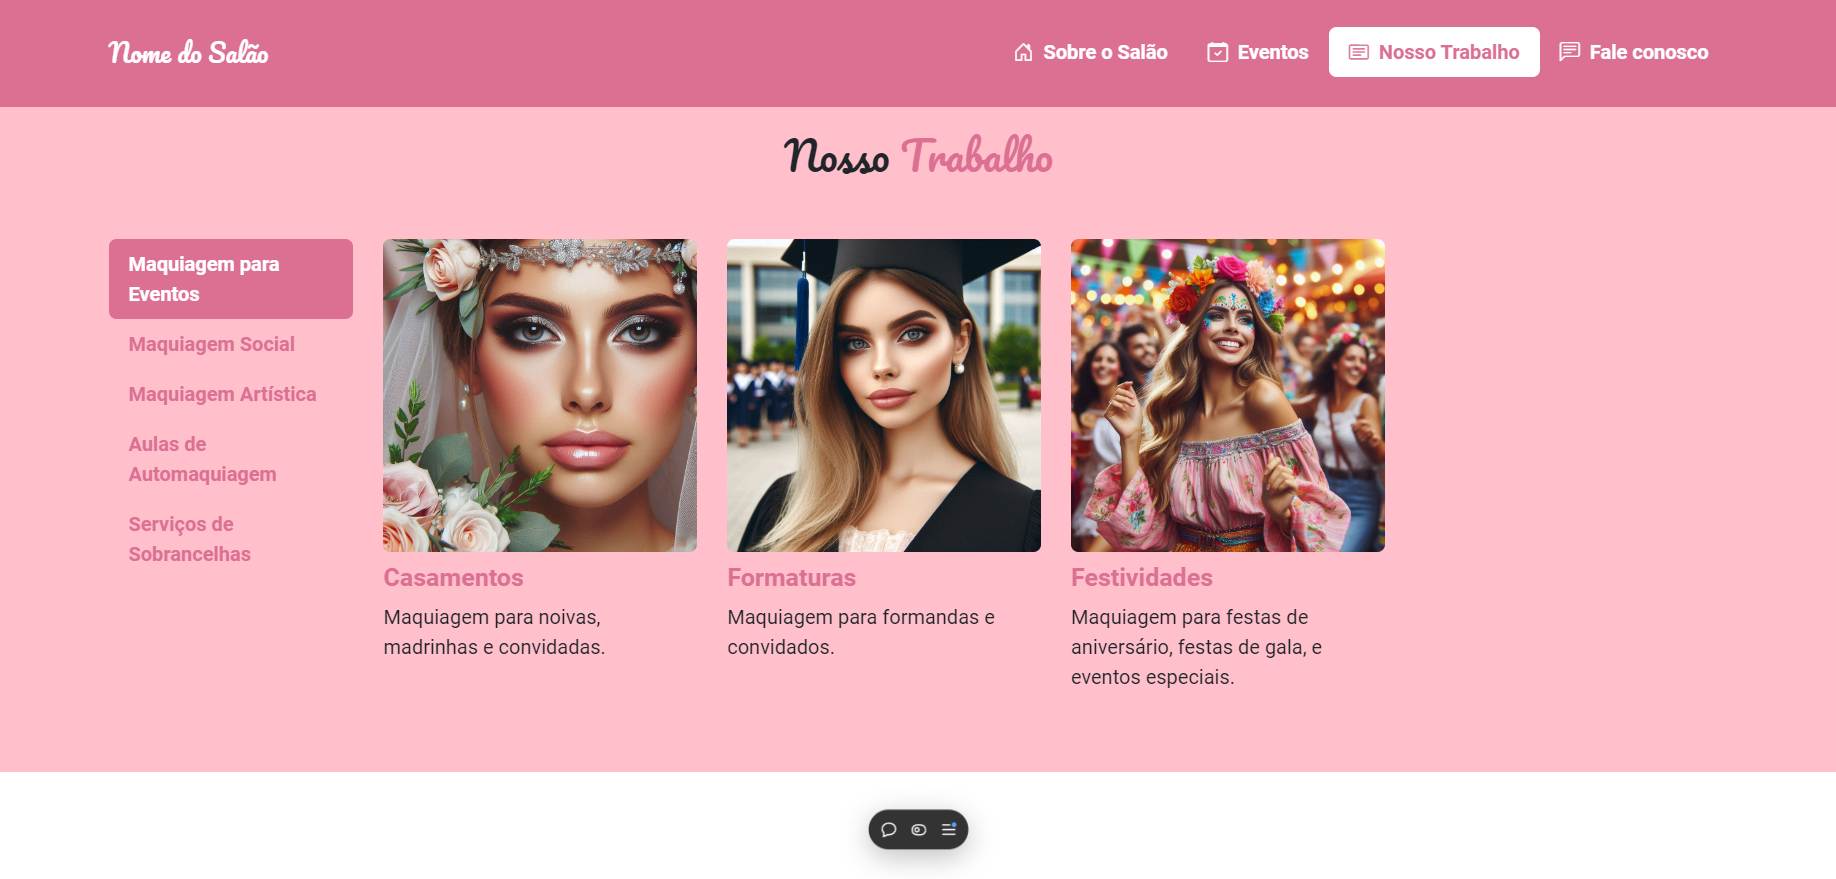 Nome do Salão
Sobre o Salão
Eventos
Nosso Trabalho
Fale conosco
Nosso Trabalho
Maquiagem para
Eventos
Maquiagem Social
Maquiagem Artística
Aulas de
Automaquiagem
Serviços de
Sobrancelhas
Casamentos
Maquiagem para noivas,
madrinhas e convidadas.
Formaturas
Maquiagem para formandas e
convidados.
Festividades
Maquiagem para festas de
aniversário, festas de gala, e
eventos especiais.